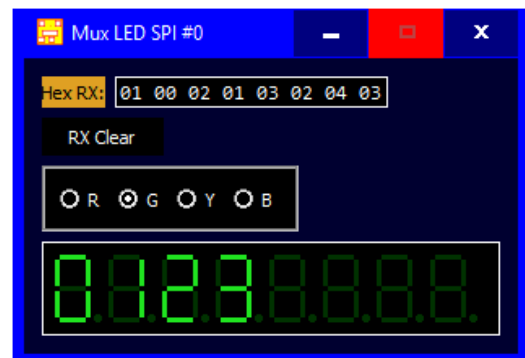 Mux LED SPI #0
Hex RX: 01 00 02 01 03 02 04 03
RX Clear
R G Y B
0123